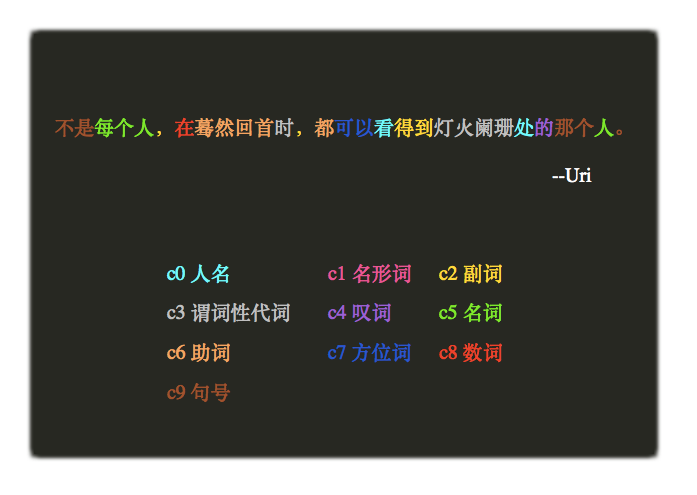 不是每个人，在蓦然回首时，都可以看得到灯火阑珊处的那个人。
--Uri
c0 人名 c1 名形词 c2 副词
c3 谓词性代词 c4 叹词 c5 名词
c6 助词 c7 方位词 c8 数词
c9 句号